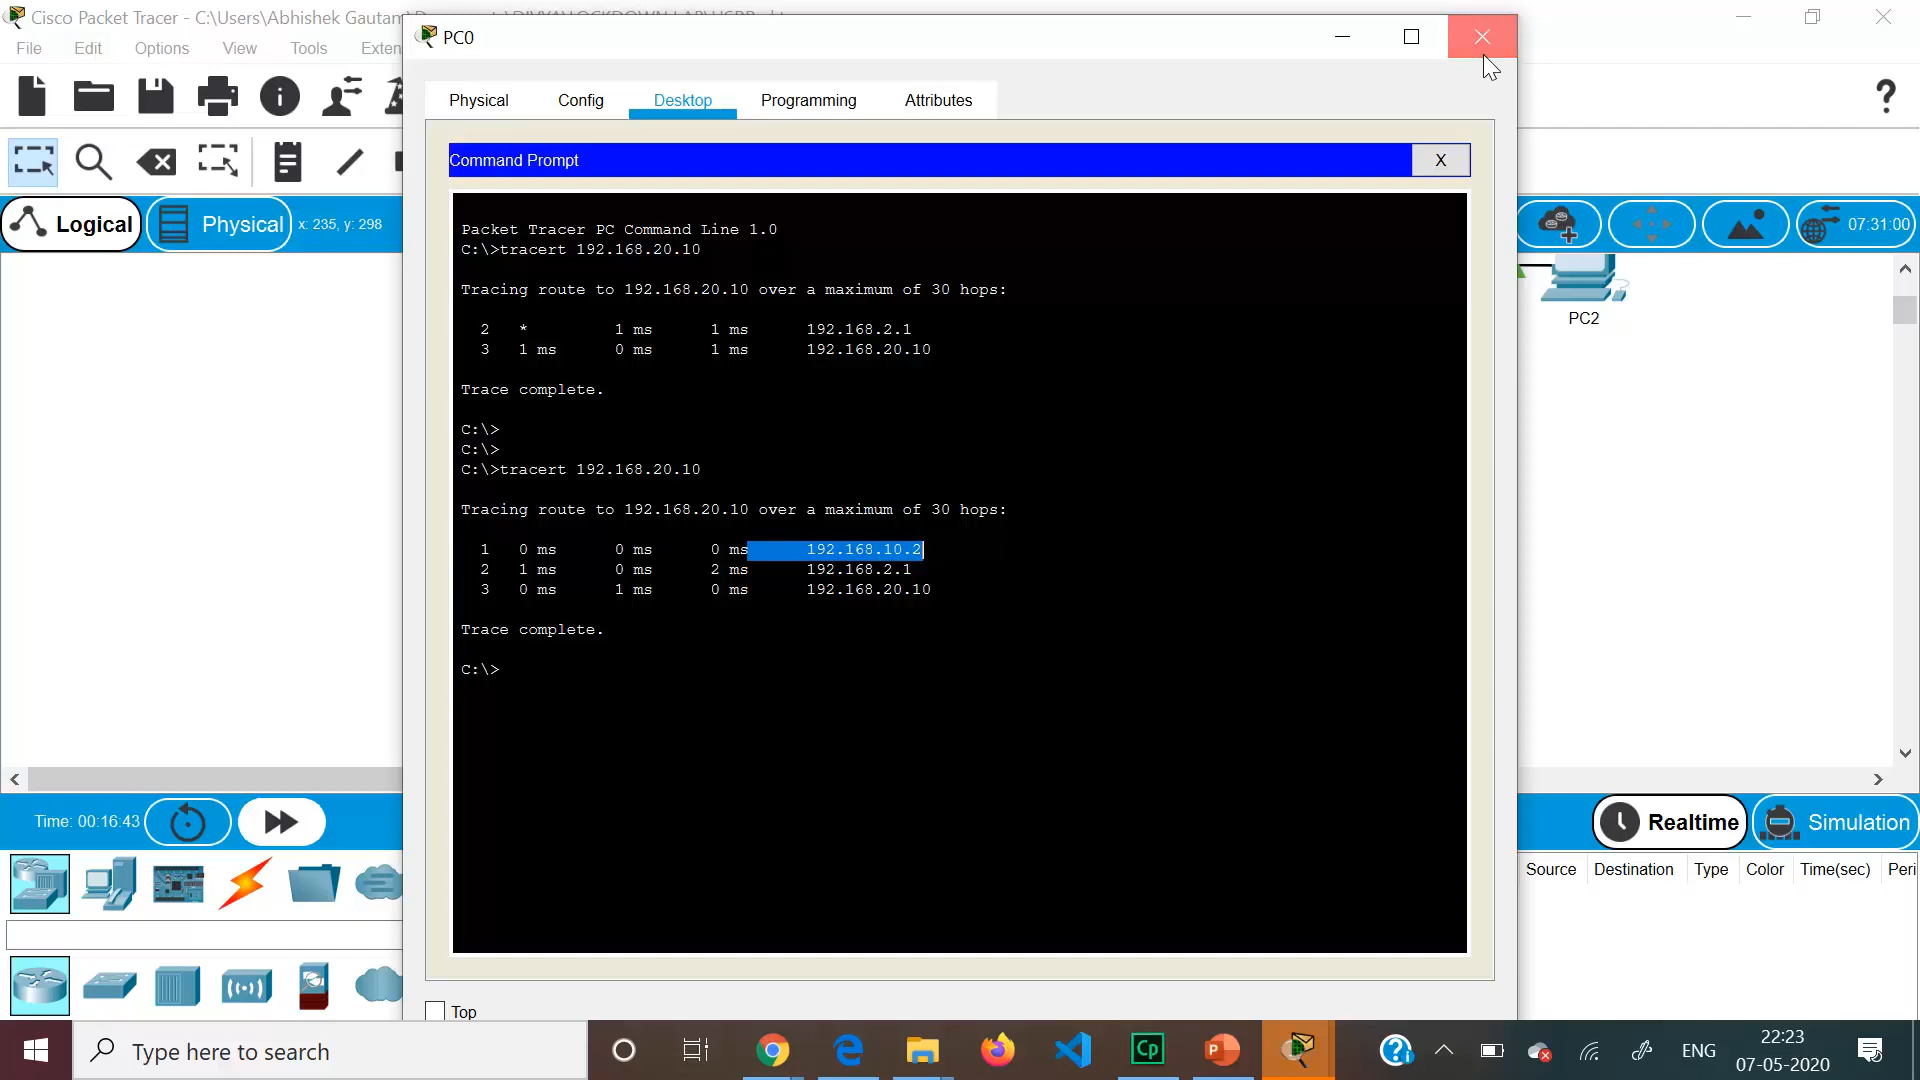 Cisco Packet Tracer - C:\Users\Abhishek Gautam
PC0
File Edit Options View Tools Exten
Physical Config Desktop Programming Attributes
?
Command Prompt X
Logical Physical x: 235, y: 298
07:31:00
Packet Tracer PC Command Line 1.0
C:\>tracert 192.168.20.10
Tracing route to 192.168.20.10 over a maximum of 30 hops:
2 * 1 ms 1 ms 192.168.2.1
3 1 ms 0 ms 1 ms 192.168.20.10
Trace complete.
C:\>
C:\>
C:\>tracert 192.168.20.10
Tracing route to 192.168.20.10 over a maximum of 30 hops:
1 0 ms 0 ms 0 ms 192.168.10.2
2 1 ms 0 ms 2 ms 192.168.2.1
3 0 ms 1 ms 0 ms 192.168.20.10
Trace complete.
C:\>
PC2
Time: 00:16:43
Realtime Simulation
Source Destination Type Color Time(sec) Peri
Top
Type here to search
Cp
P
ENG
22:23
07-05-2020